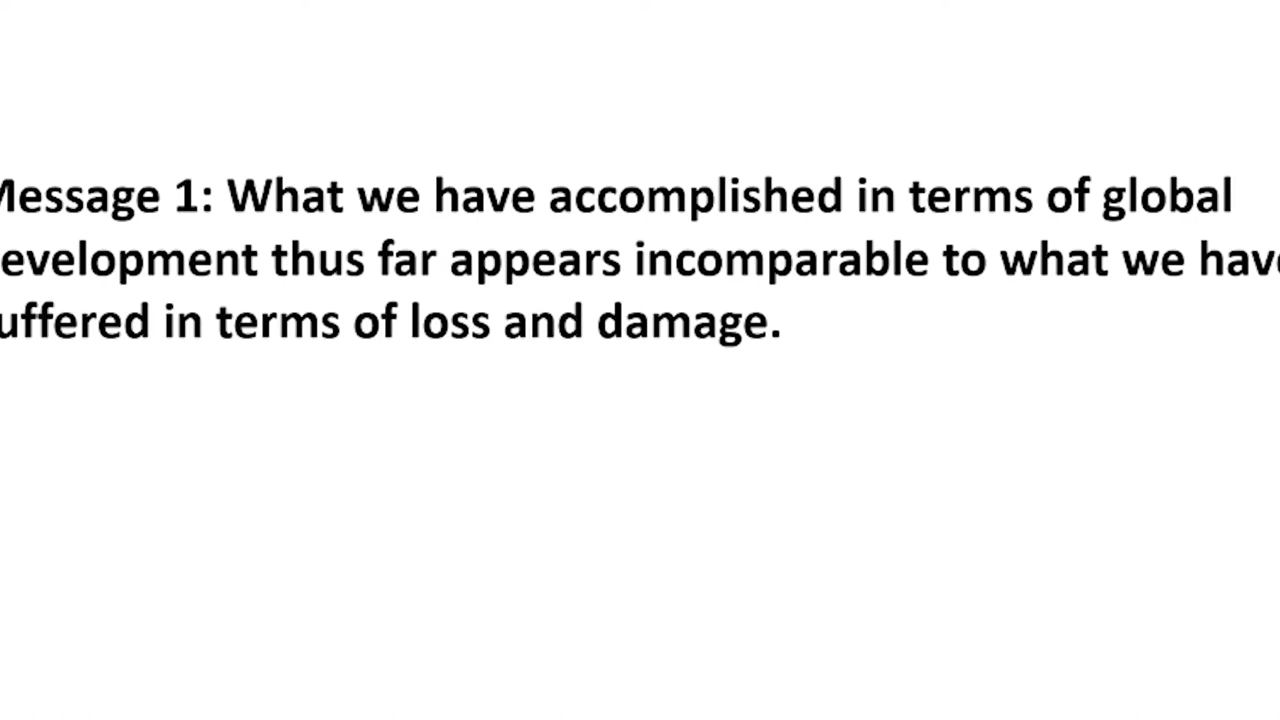 Message 1: What we have accomplished in terms of global
evelopment thus far appears incomparable to what we have
uffered in terms of loss and damage.